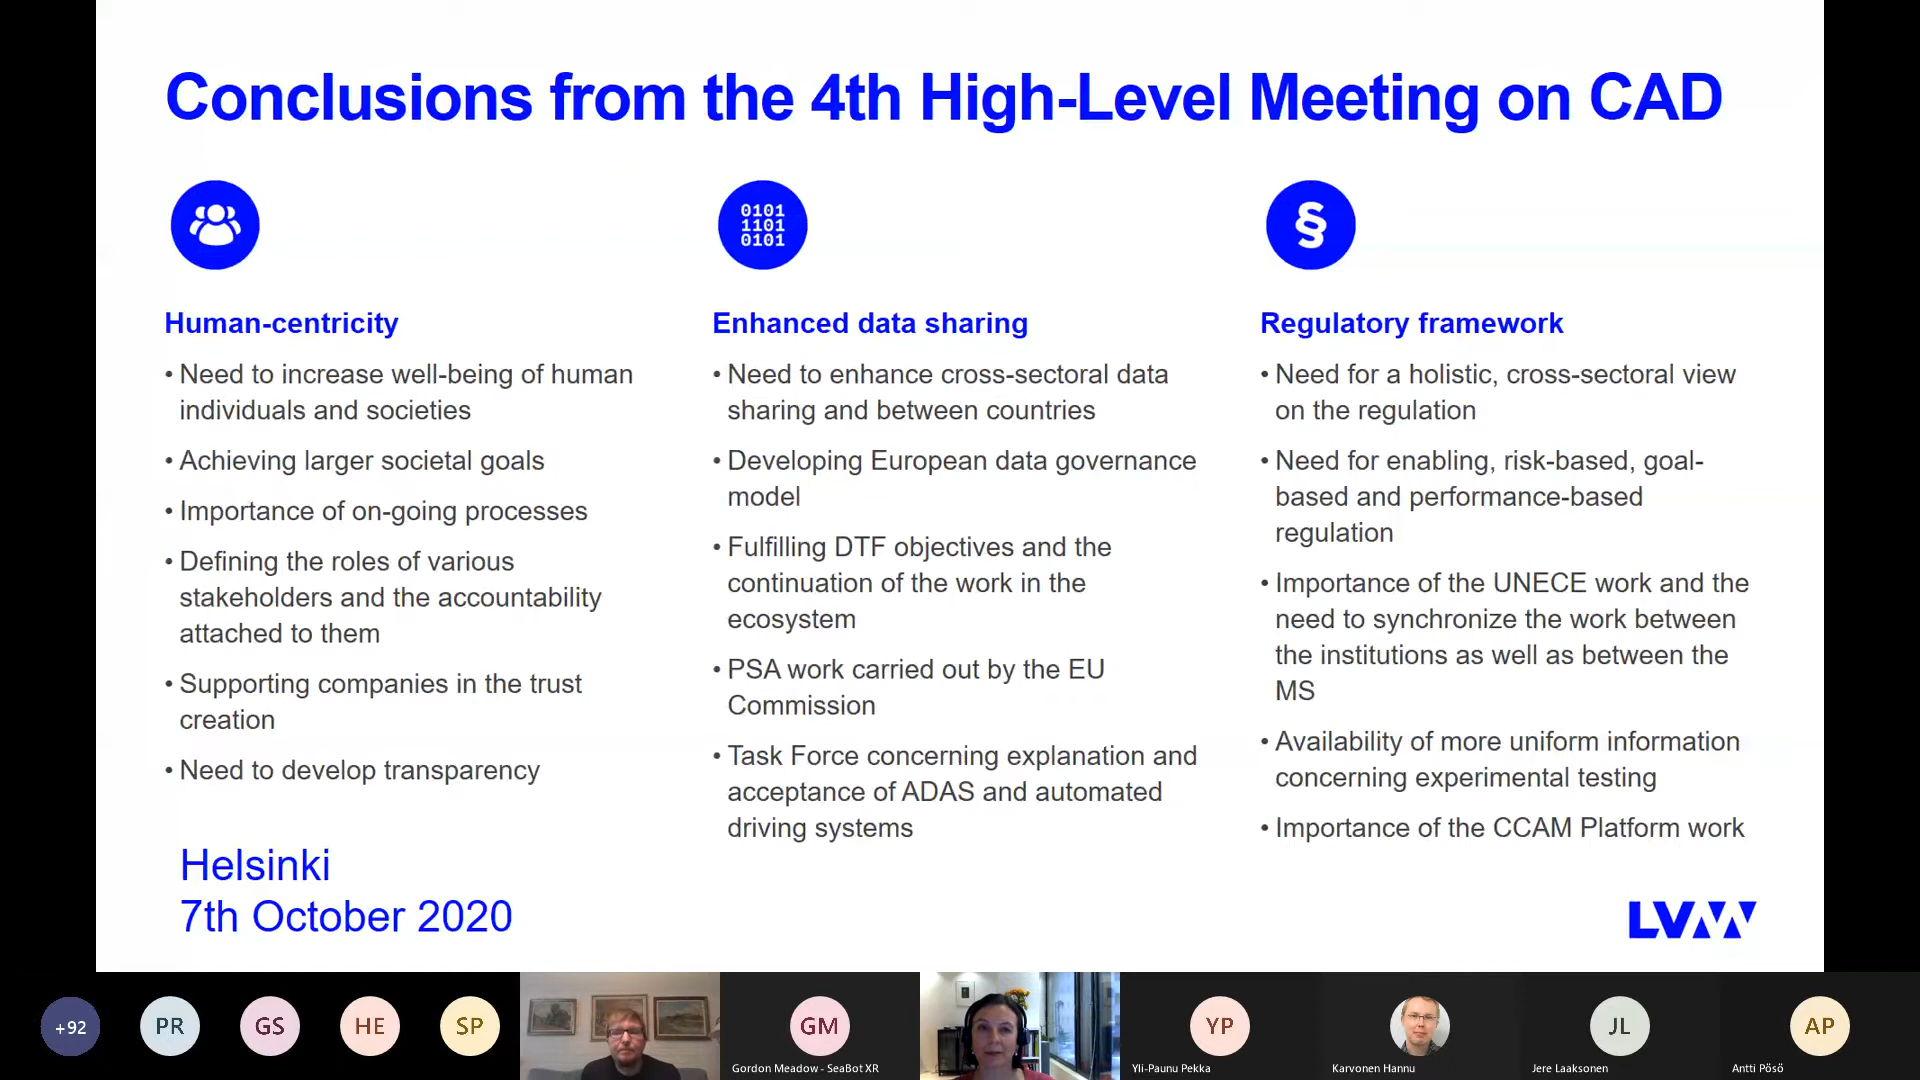 Conclusions from the 4th High-Level Meeting on CAD
0101
1101
0101
§
Human-centricity
• Need to increase well-being of human
individuals and societies
• Achieving larger societal goals
• Importance of on-going processes
• Defining the roles of various
stakeholders and the accountability
attached to them
• Supporting companies in the trust
creation
• Need to develop transparency
Enhanced data sharing
• Need to enhance cross-sectoral data
sharing and between countries
• Developing European data governance
model
• Fulfilling DTF objectives and the
continuation of the work in the
ecosystem
• PSA work carried out by the EU
Commission
• Task Force concerning explanation and
acceptance of ADAS and automated
driving systems
Regulatory framework
• Need for a holistic, cross-sectoral view
on the regulation
• Need for enabling, risk-based, goal-
based and performance-based
regulation
• Importance of the UNECE work and the
need to synchronize the work between
the institutions as well as between the
MS
• Availability of more uniform information
concerning experimental testing
• Importance of the CCAM Platform work
Helsinki
7th October 2020
LVM
+92
PR
GS
HE
SP
GM
Gordon Meadow - SeaBot XR
YP
Yli-Paunu Pekka
Karvonen Hannu
JL
Jere Laaksonen
AP
Antti Pösö